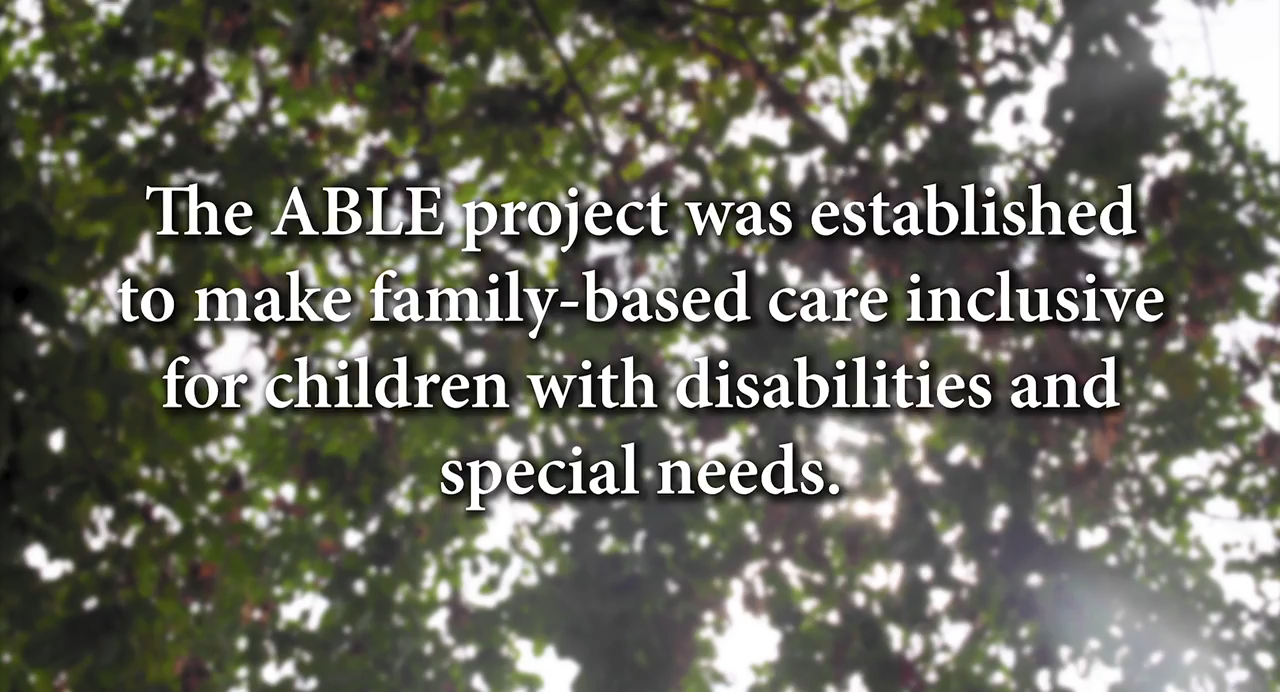 The ABLE project was established
to make family-based care inclusive
for children with disabilities and
special needs.